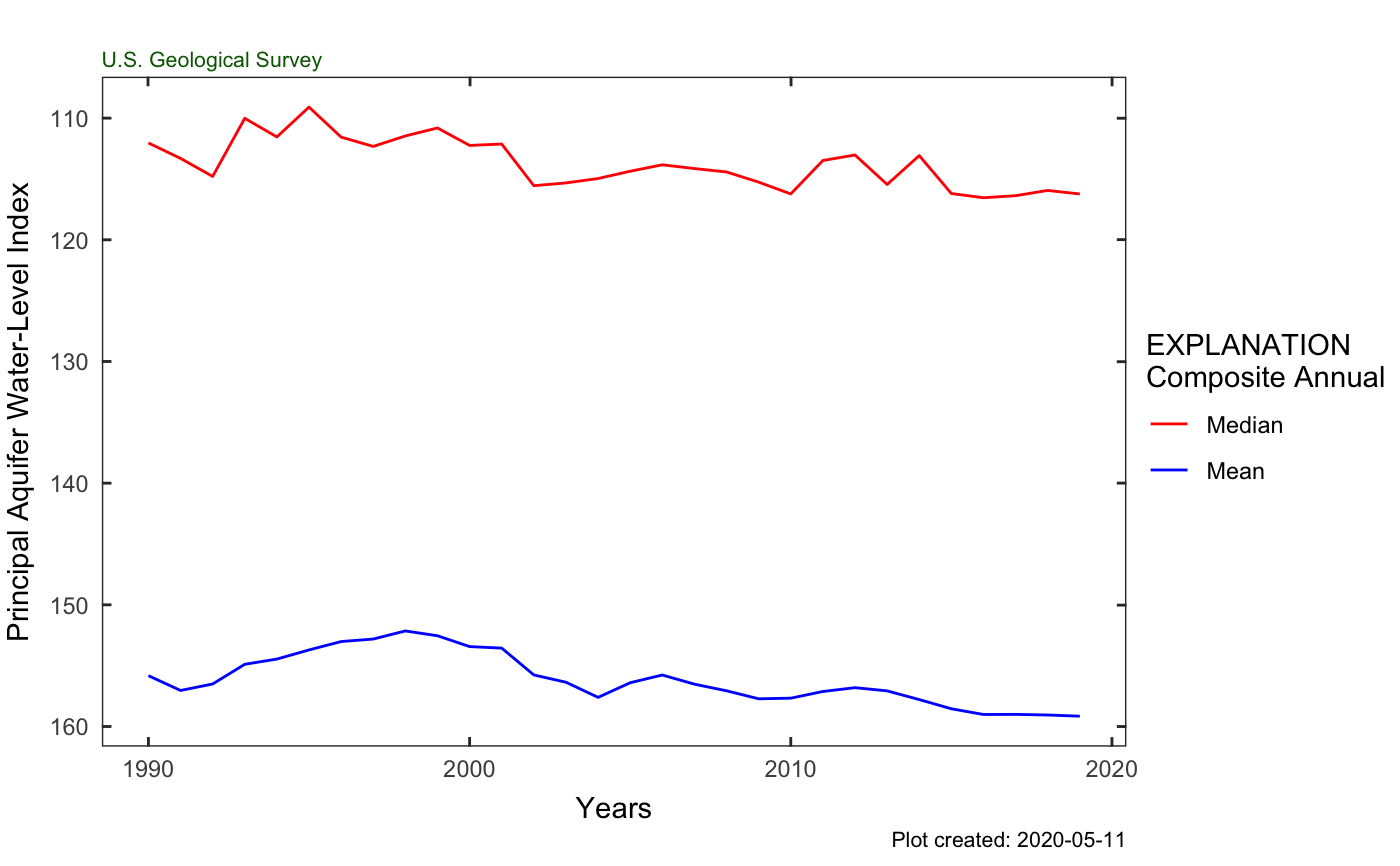 U.S. Geological Survey
Principal Aquifer Water-Level Index
110
120
130
140
150
160
1990
2000
2010
2020
Years
EXPLANATION
Composite Annual
Median
Mean
Plot created: 2020-05-11